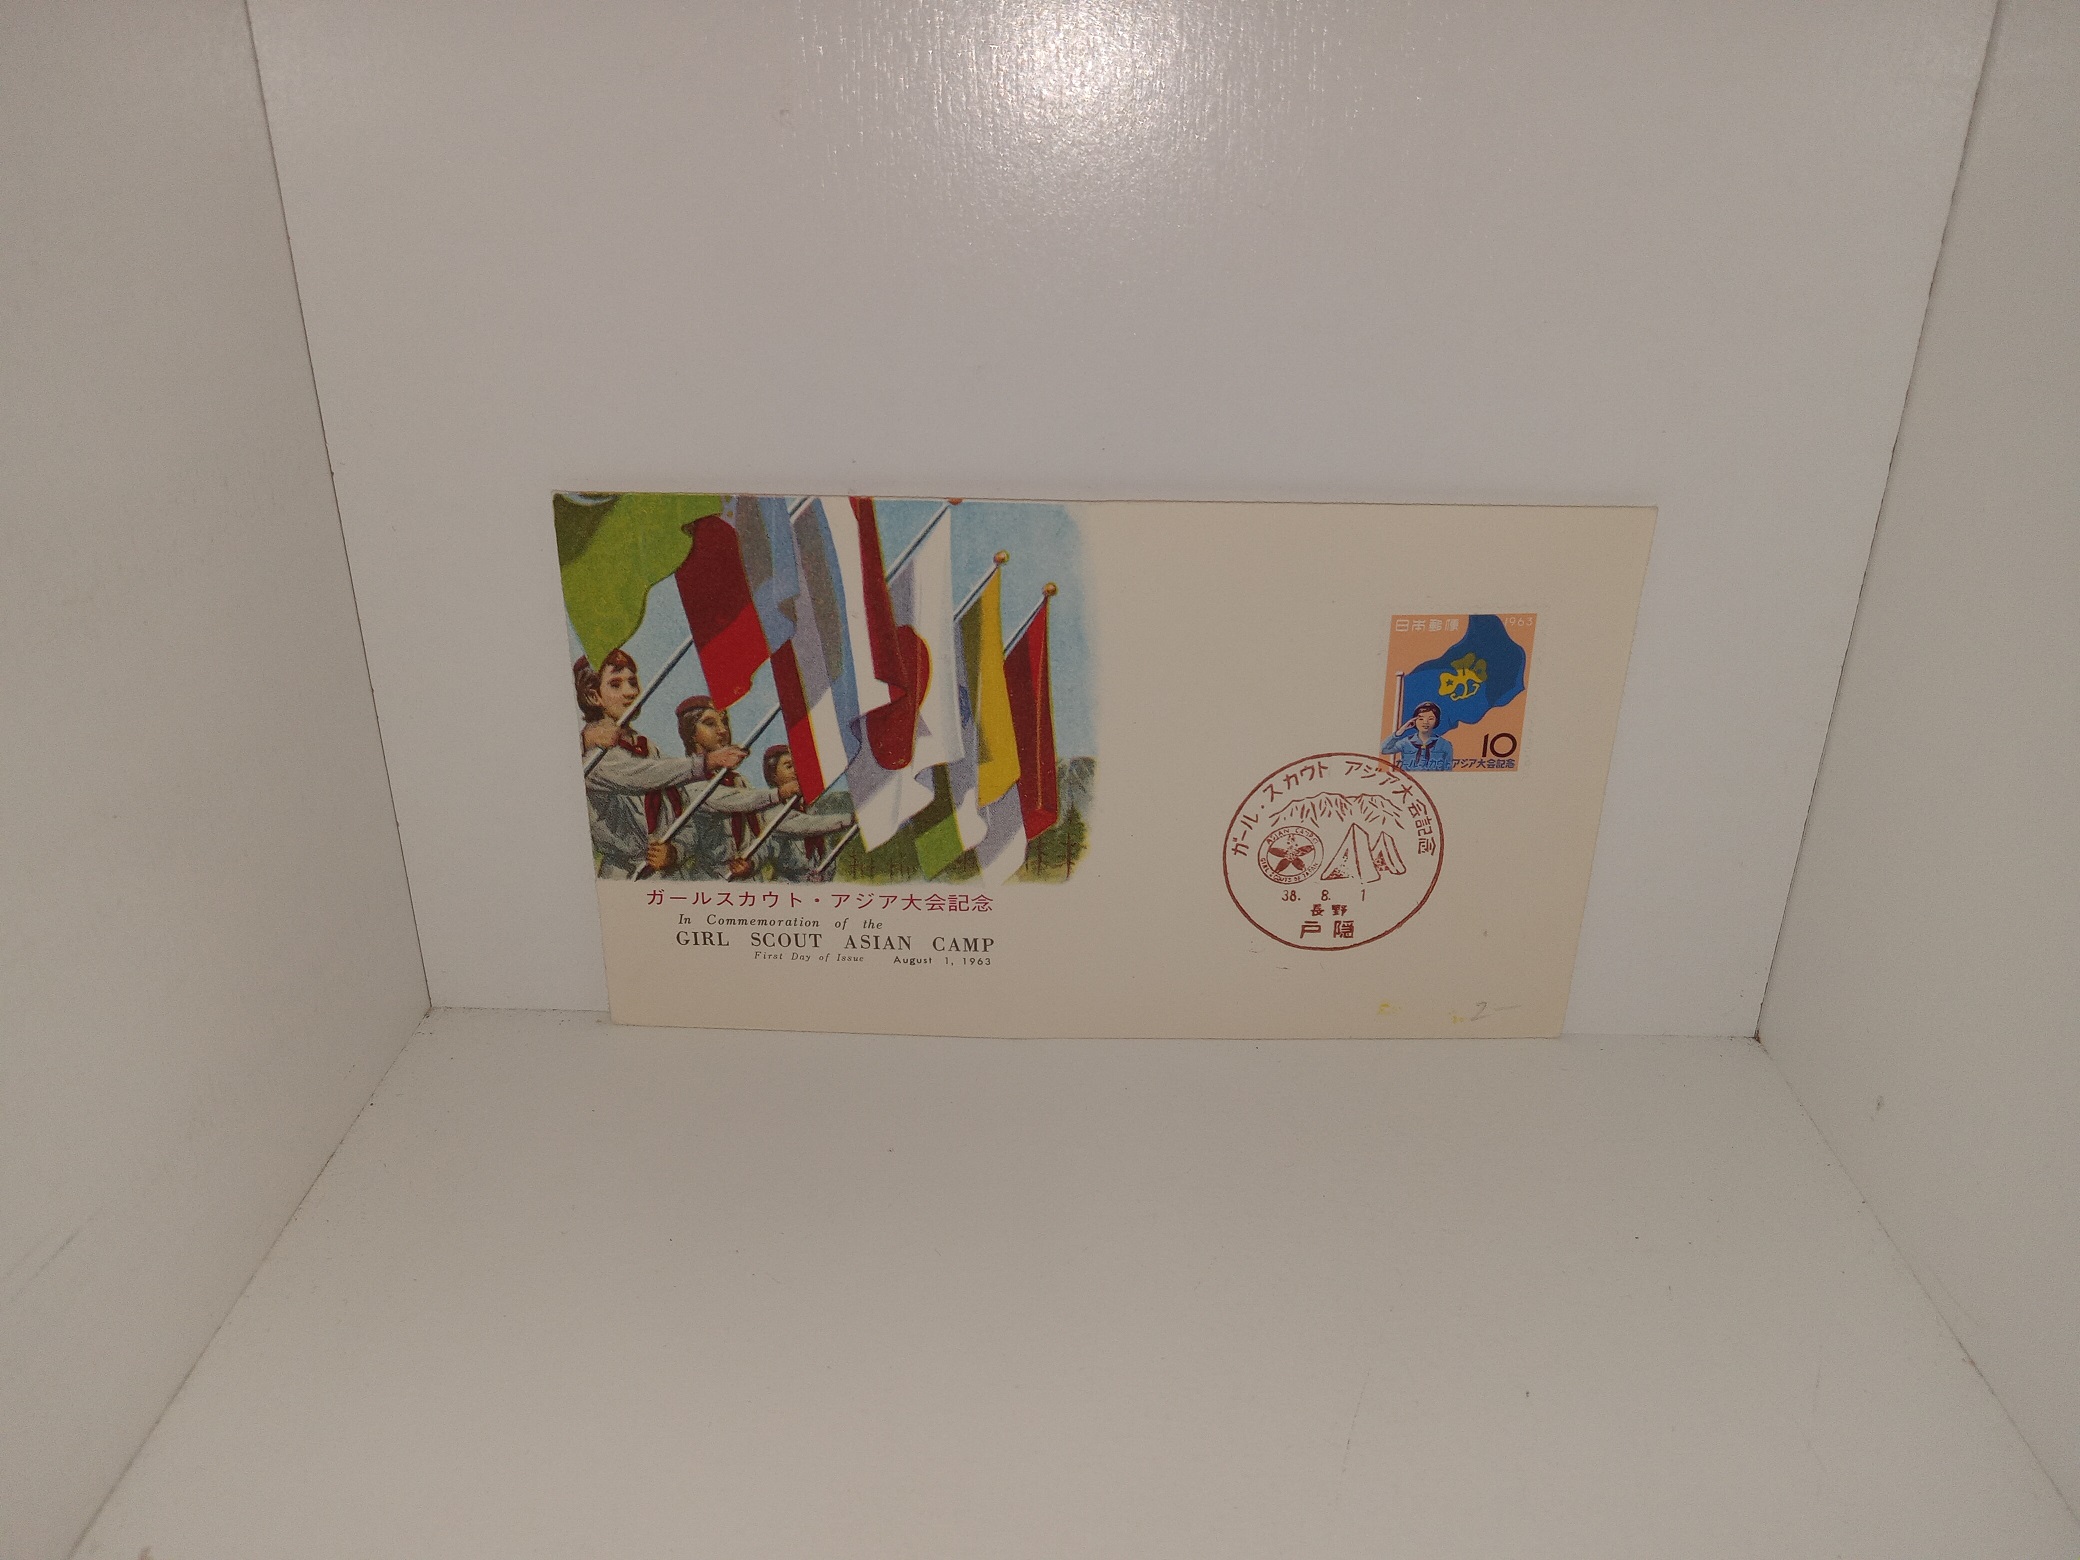 ガールスカウト・アジア大会記念
In Commemoration of the
GIRL SCOUT ASIAN CAMP
First Day of Issue August 1, 1963
日本郵便 1963
10
ガールスカウトアジア大会記念
ガール・スカウト アジア大会記念
ASIAN CAMP
38. 8. 1
長野
戸隠
2-